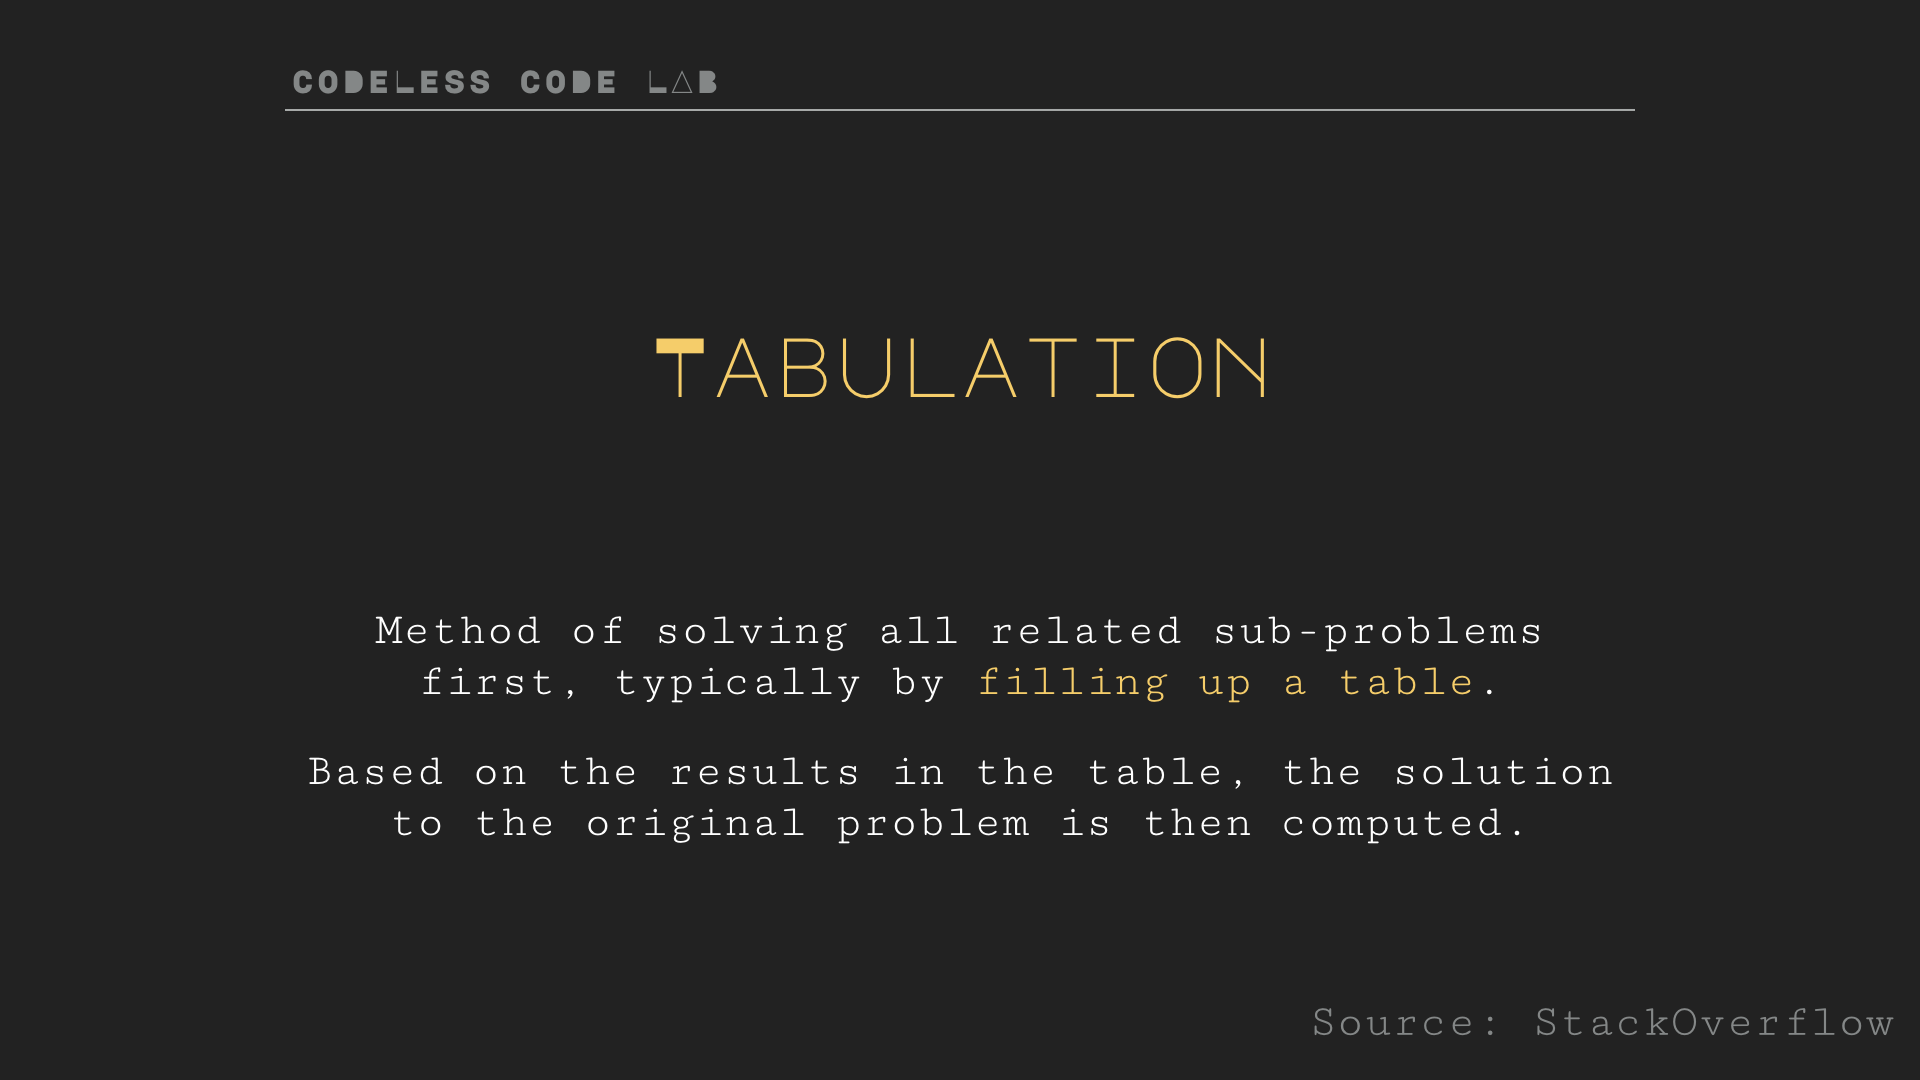 CODELESS CODE LAB
TABULATION
Method of solving all related sub-problems
first, typically by filling up a table.
Based on the results in the table, the solution
to the original problem is then computed.
Source: StackOverflow